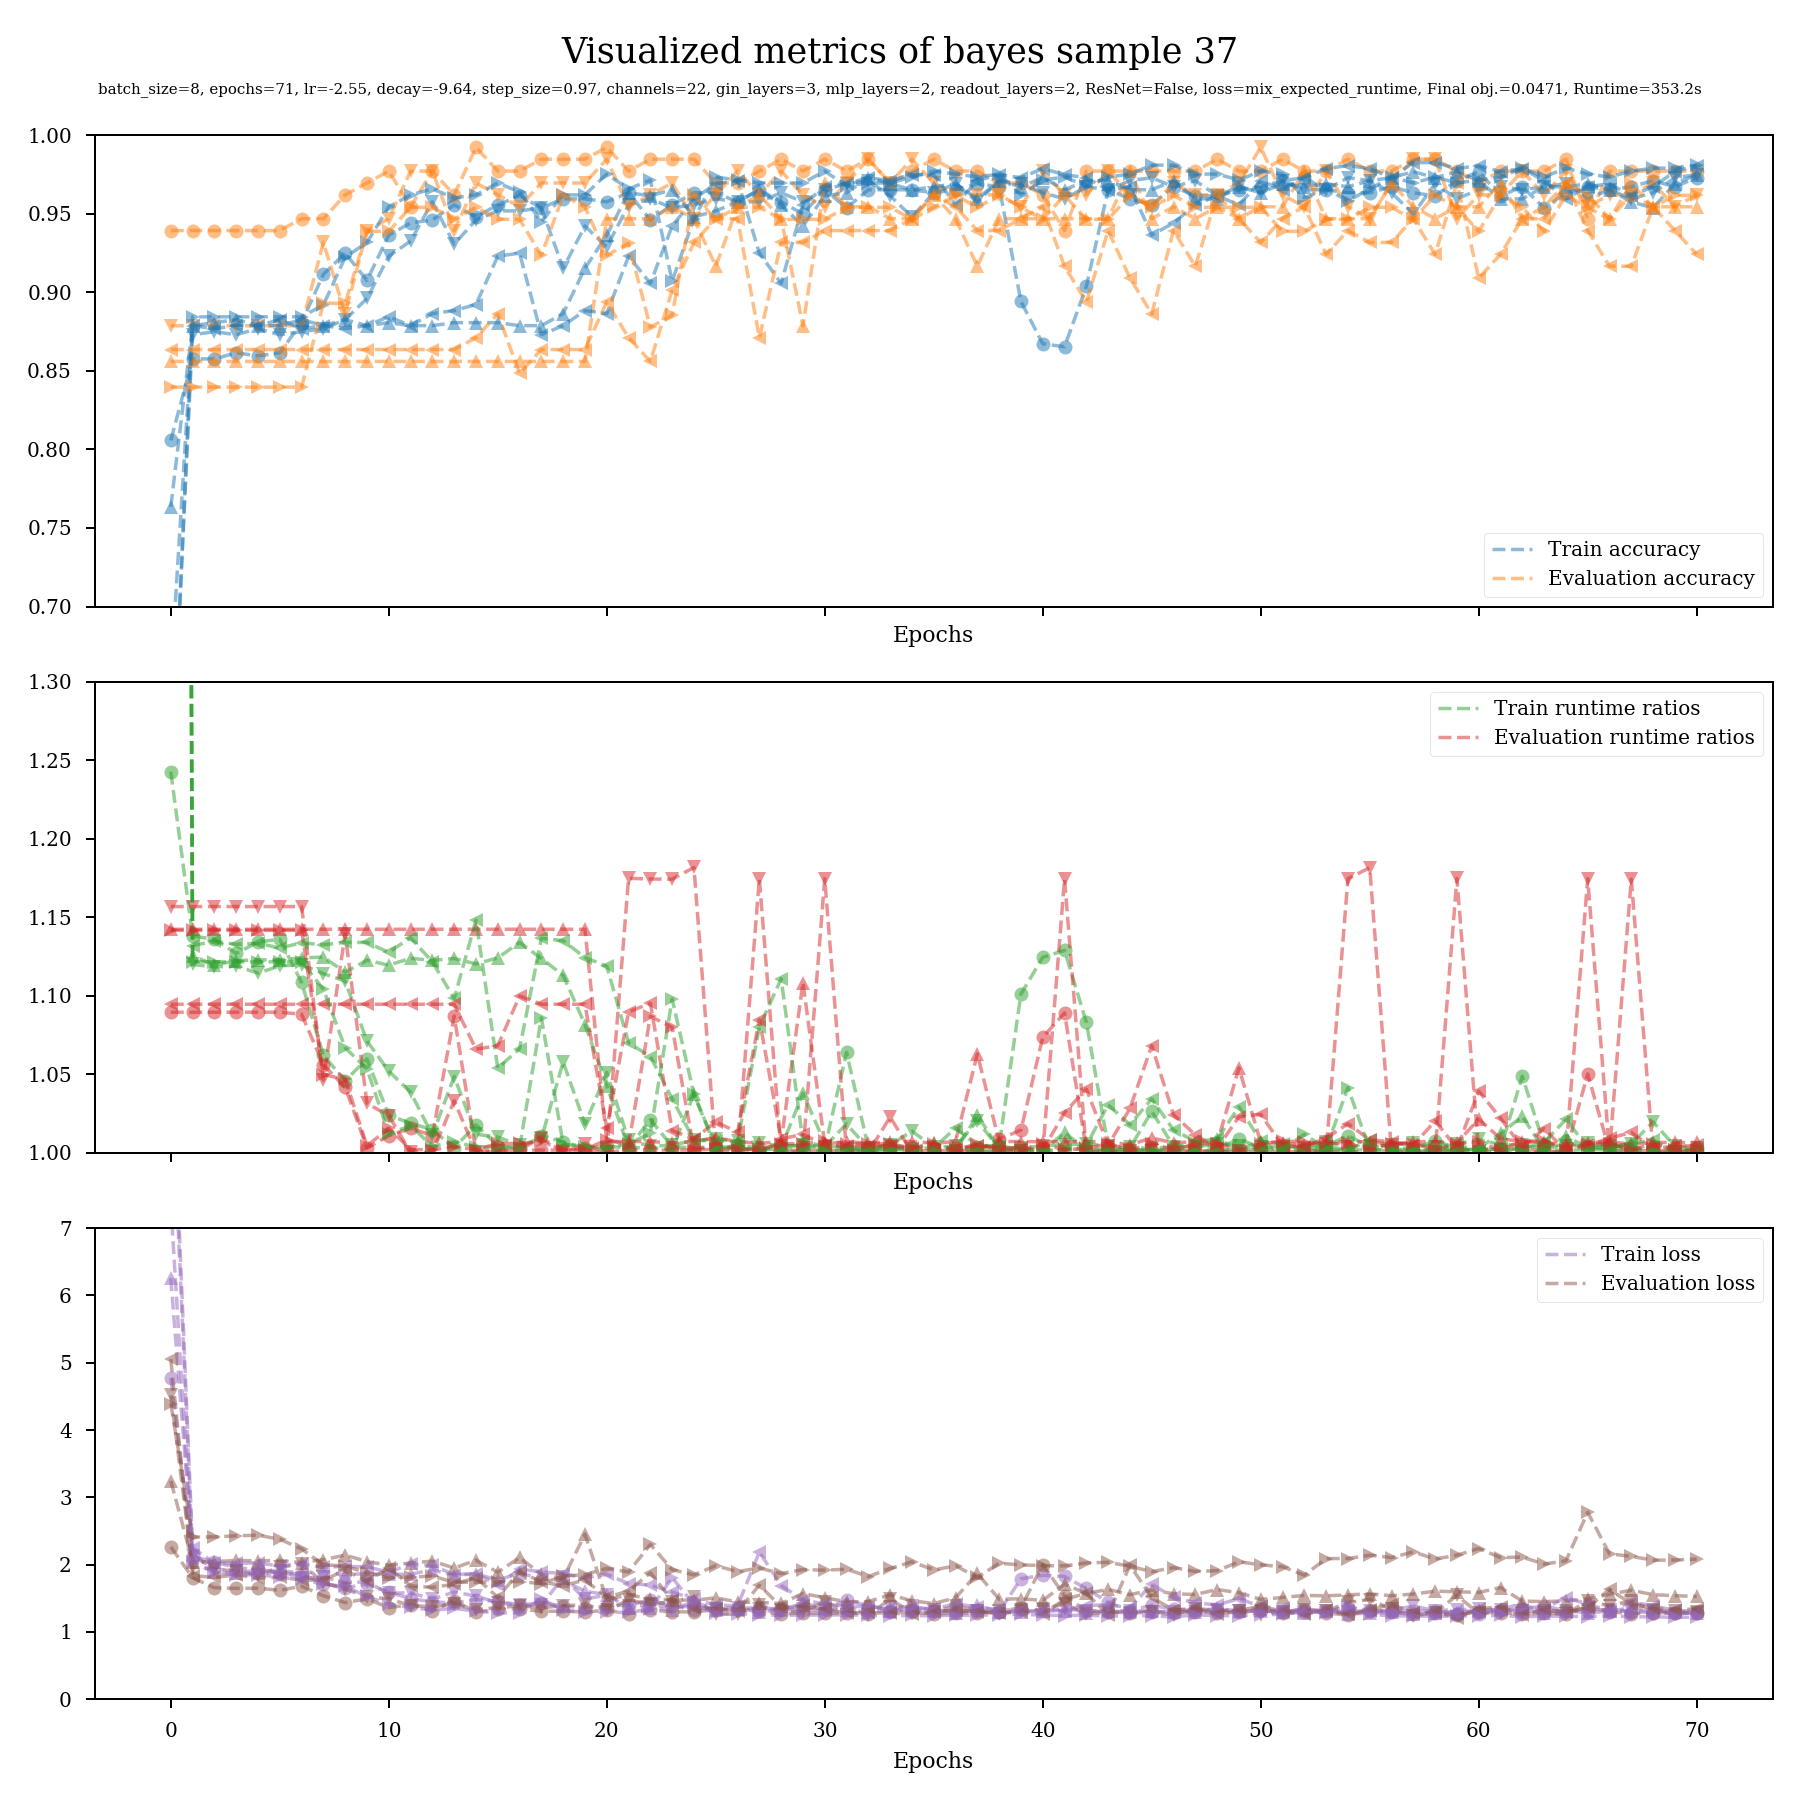 Visualized metrics of bayes sample 37
batch_size=8, epochs=71, lr=-2.55, decay=-9.64, step_size=0.97, channels=22, gin_layers=3, mlp_layers=2, readout_layers=2, ResNet=False, loss=mix_expected_runtime, Final obj.=0.0471, Runtime=353.2s
1.00
0.95
0.90
0.85
0.80
0.75
0.70
Train accuracy
Evaluation accuracy
Epochs
1.30
1.25
1.20
1.15
1.10
1.05
1.00
Train runtime ratios
Evaluation runtime ratios
Epochs
7
6
5
4
3
2
1
0
Train loss
Evaluation loss
0 10 20 30 40 50 60 70
Epochs